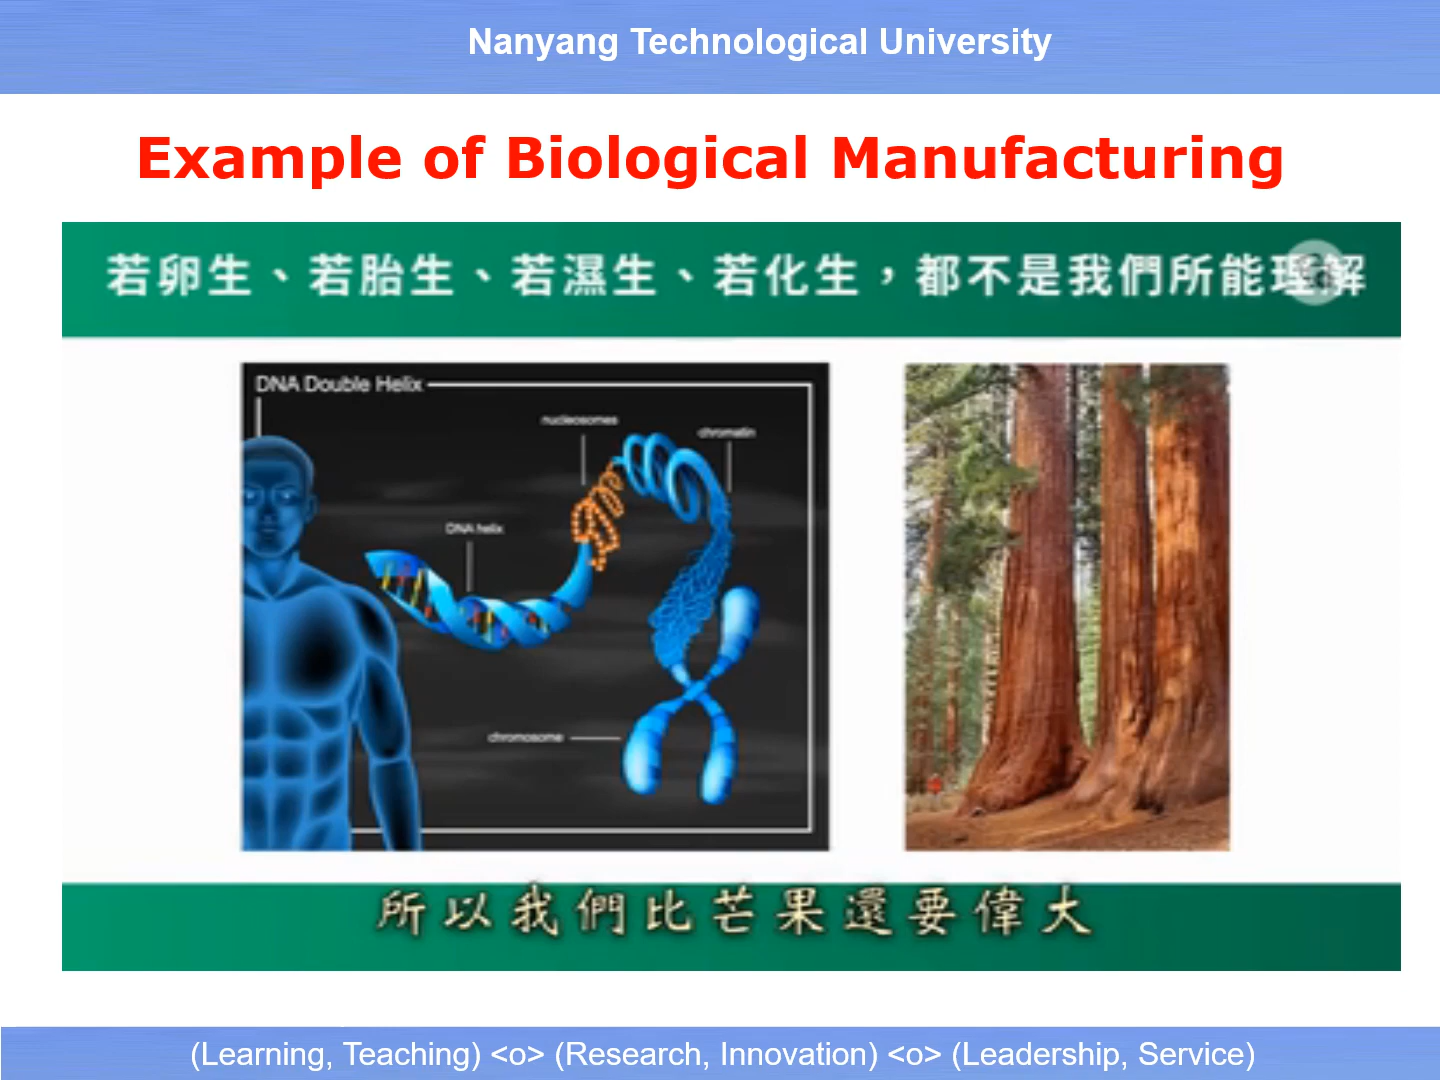 Nanyang Technological University
Example of Biological Manufacturing
若卵生、若胎生、若濕生、若化生，都不是我們所能理解
DNA Double Helix
nucleosomes
chromatin
DNA helix
chromosome
所以我們比芒果還要偉大
(Learning, Teaching) <o> (Research, Innovation) <o> (Leadership, Service)